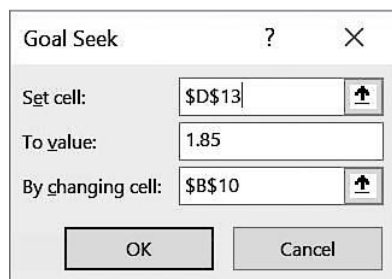 Goal Seek ? ×
Set cell: $D$13
To value: 1.85
By changing cell: $B$10
OK Cancel